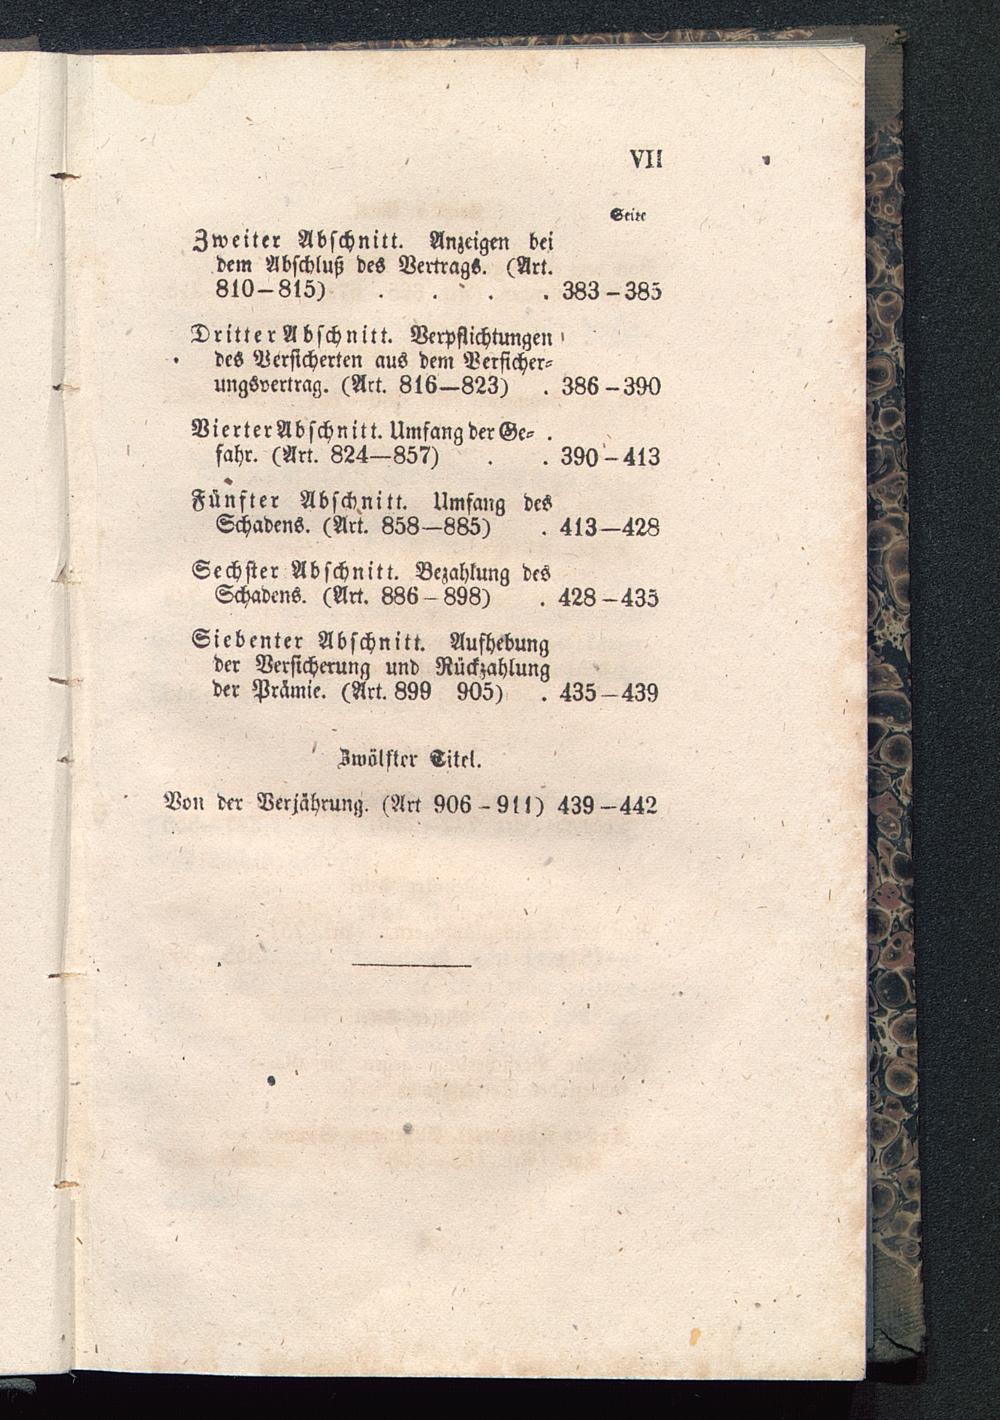 VII
Seite
Zweiter Abschnitt. Anzeigen bei
dem Abschluß des Vertrags. (Art.
810–815) . . . . 383–385
Dritter Abschnitt. Verpflichtungen
des Versicherten aus dem Versicher-
ungsvertrag. (Art. 816—823) . 386–390
Vierter Abschnitt. Umfang der Ge- .
fahr. (Art. 824—857) . . 390–413
Fünfter Abschnitt. Umfang des
Schadens. (Art. 858—885) . 413—428
Sechster Abschnitt. Bezahlung des
Schadens. (Art. 886–898) . 428–435
Siebenter Abschnitt. Aufhebung
der Versicherung und Rückzahlung
der Prämie. (Art. 899 905) . 435–439
Zwölfter Titel.
Von der Verjährung. (Art 906–911) 439–442